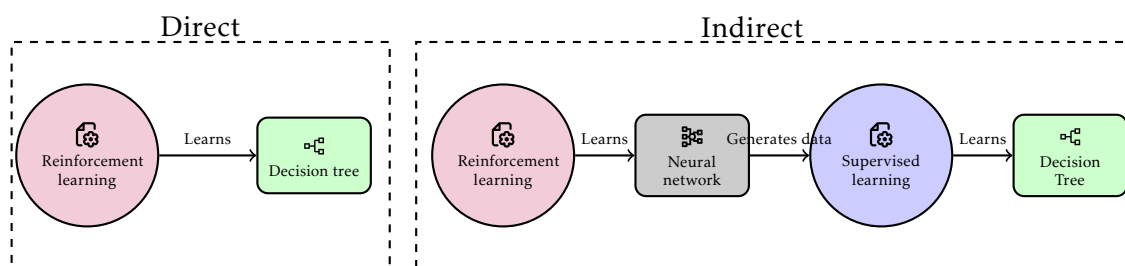 Direct
Reinforcement
learning
Learns
Decision tree
Indirect
Reinforcement
learning
Learns
Neural
network
Generates data
Supervised
learning
Learns
Decision
Tree